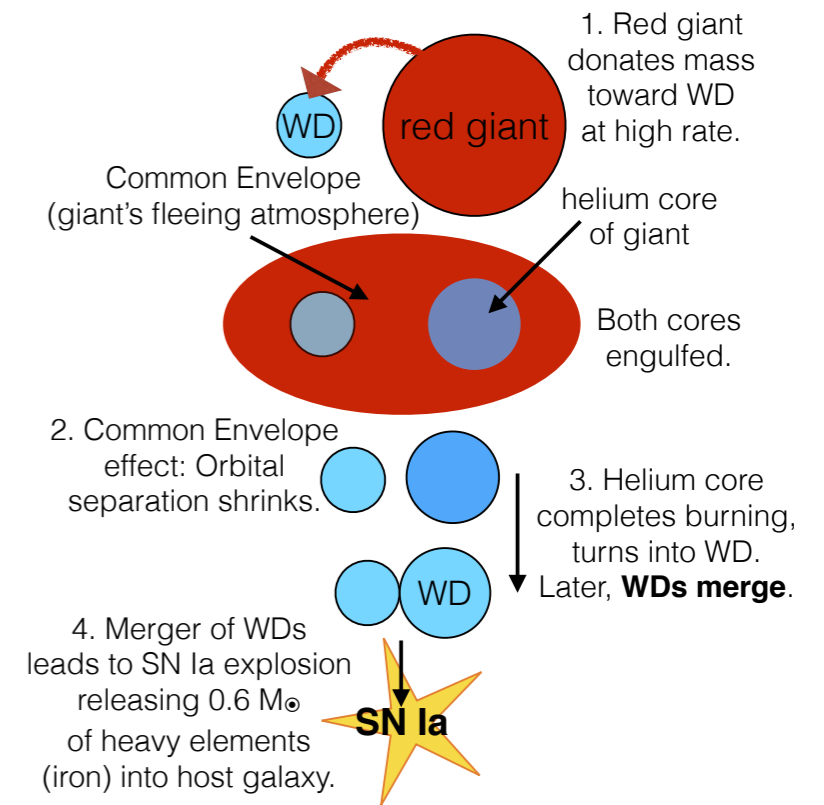 1. Red giant
donates mass
toward WD
at high rate.
WD
red giant
Common Envelope
(giant's fleeing atmosphere)
helium core
of giant
Both cores
engulfed.
2. Common Envelope
effect: Orbital
separation shrinks.
3. Helium core
completes burning,
turns into WD.
Later, WDs merge.
WD
4. Merger of WDs
leads to SN Ia explosion
releasing 0.6 M☉
of heavy elements
(iron) into host galaxy.
SN Ia